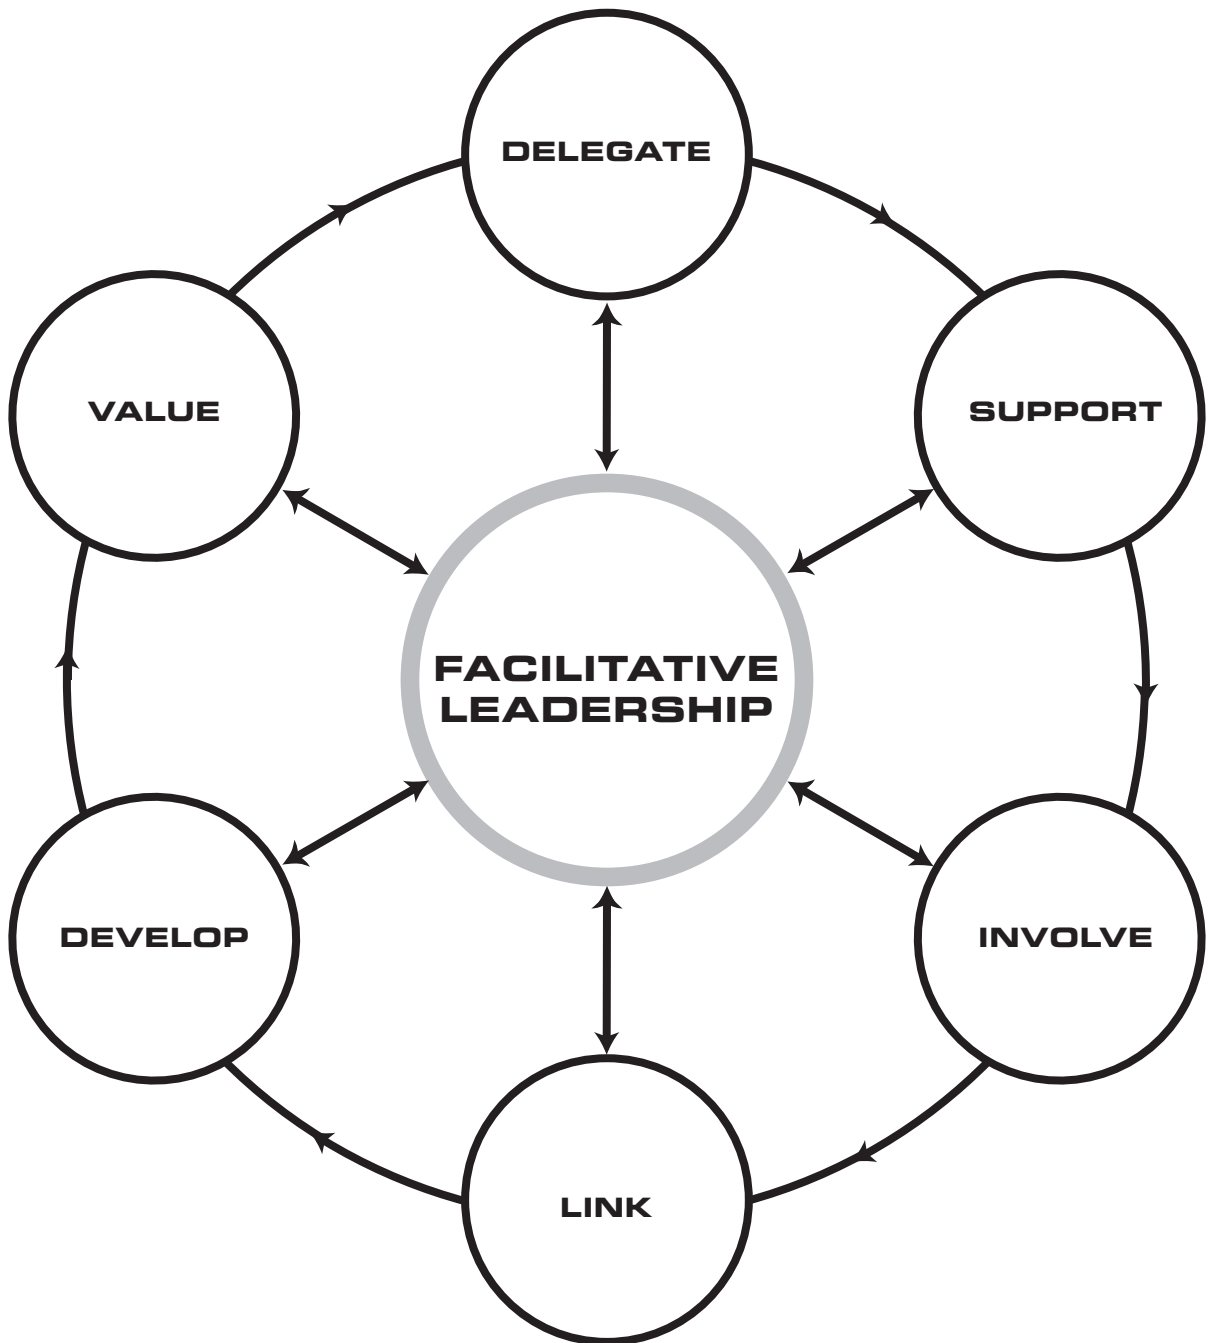 DELEGATE
VALUE
SUPPORT
FACILITATIVE
LEADERSHIP
DEVELOP
INVOLVE
LINK